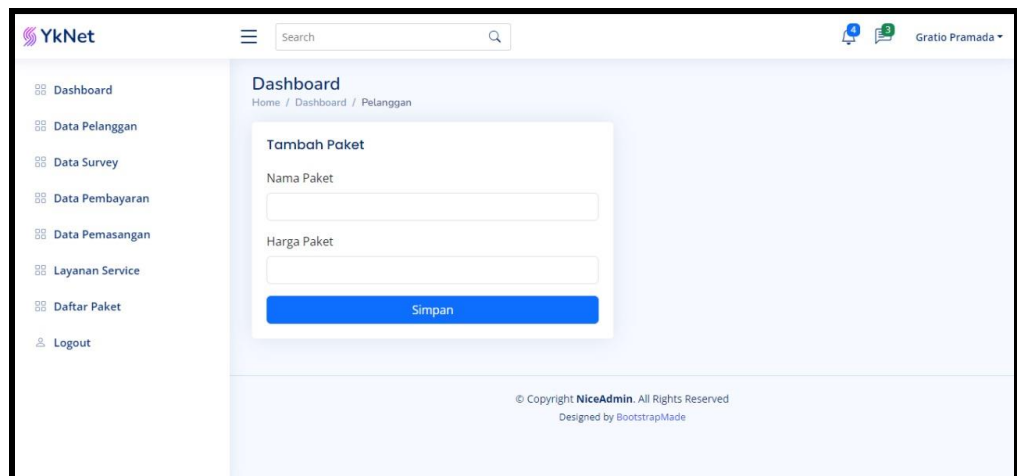 YkNet
Search
4
3
Gratio Pramada
Dashboard
Data Pelanggan
Data Survey
Data Pembayaran
Data Pemasangan
Layanan Service
Daftar Paket
Logout
Dashboard
Home / Dashboard / Pelanggan
Tambah Paket
Nama Paket
Harga Paket
Simpan
© Copyright NiceAdmin. All Rights Reserved
Designed by BootstrapMade